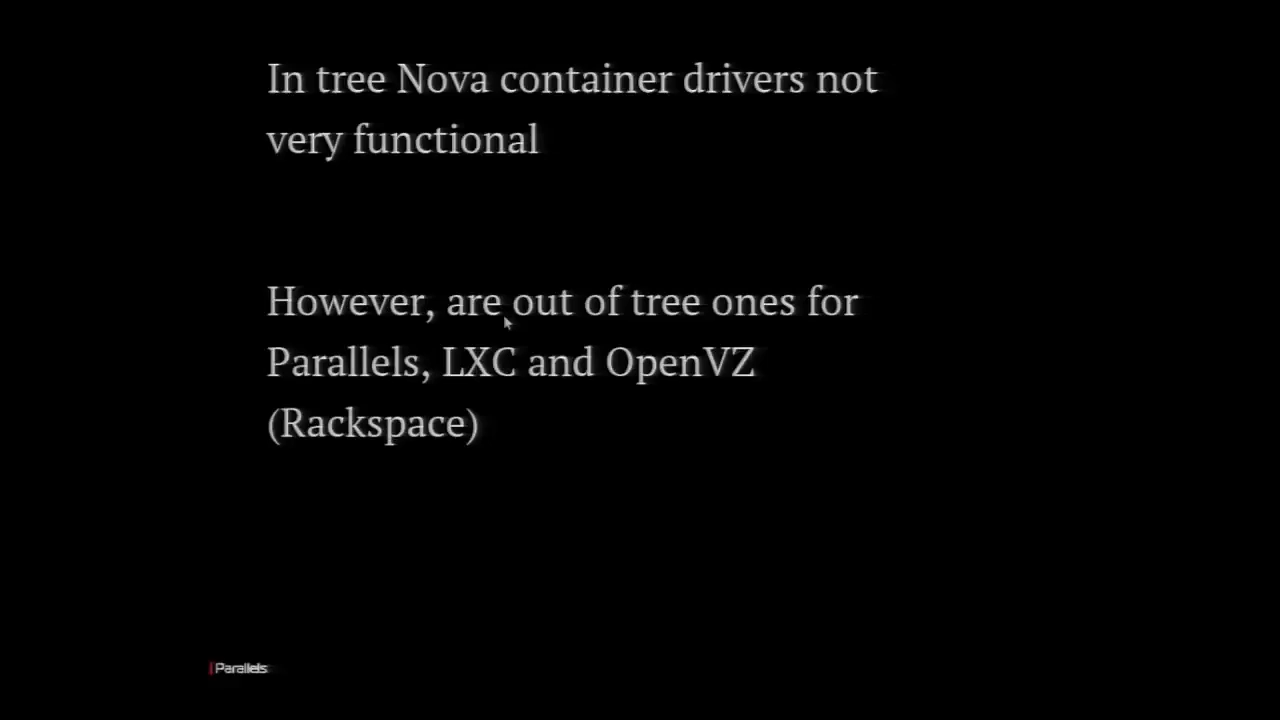 In tree Nova container drivers not
very functional
However, are out of tree ones for
Parallels, LXC and OpenVZ
(Rackspace)
Parallels